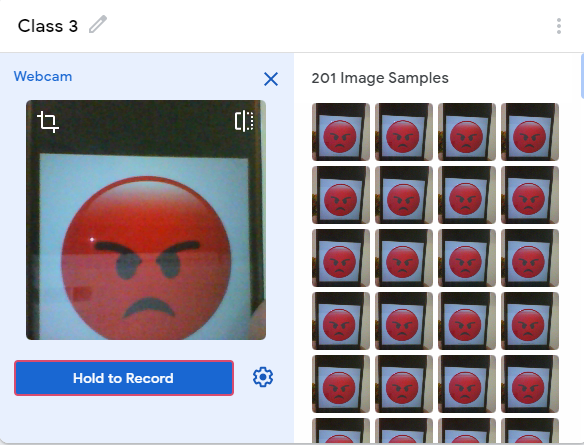 Class 3
Webcam
201 Image Samples
Hold to Record